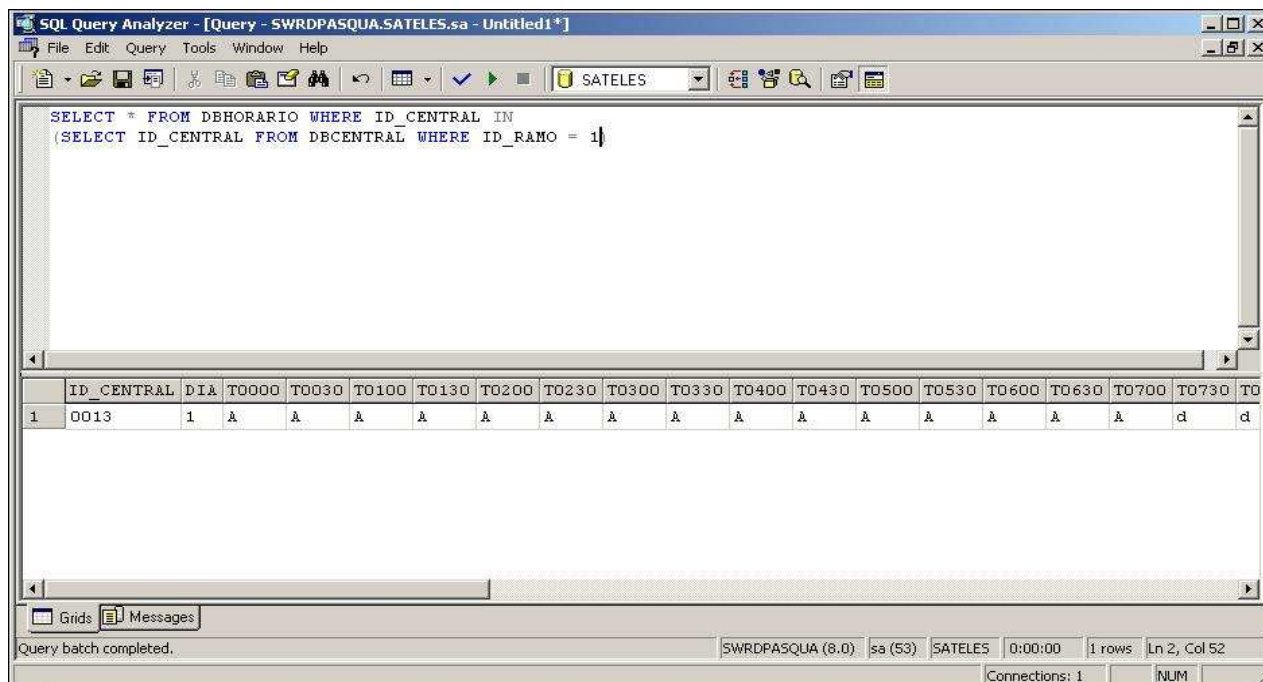 SQL Query Analyzer - [Query - SWRDPASQUA.SATELES.sa - Untitled1*]
File Edit Query Tools Window Help
SATELES
SELECT * FROM DBHORARIO WHERE ID_CENTRAL IN
(SELECT ID_CENTRAL FROM DBCENTRAL WHERE ID_RAMO = 1)
ID_CENTRAL DIA T0000 T0030 T0100 T0130 T0200 T0230 T0300 T0330 T0400 T0430 T0500 T0530 T0600 T0630 T0700 T0730 T0
1 0013 1 A A A A A A A A A A A A A A A d d
Grids Messages
Query batch completed. SWRDPASQUA (8.0) sa (53) SATELES 0:00:00 1 rows Ln 2, Col 52
Connections: 1 NUM